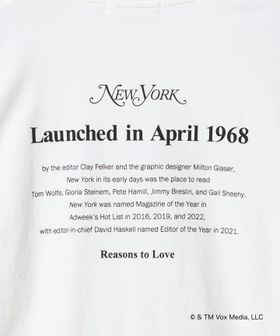 NEW YORK
Launched in April 1968
by the editor Clay Felker and the graphic designer Milton Glaser,
New York in its early days was the place to read
Tom Wolfe, Gloria Steinem, Pete Hamill, Jimmy Breslin, and Gail Sheehy.
New York was named Magazine of the Year in
Adweek's Hot List in 2016, 2019, and 2022,
with editor-in-chief David Haskell named Editor of the Year in 2021.
Reasons to Love
© & TM Vox Media, LLC.